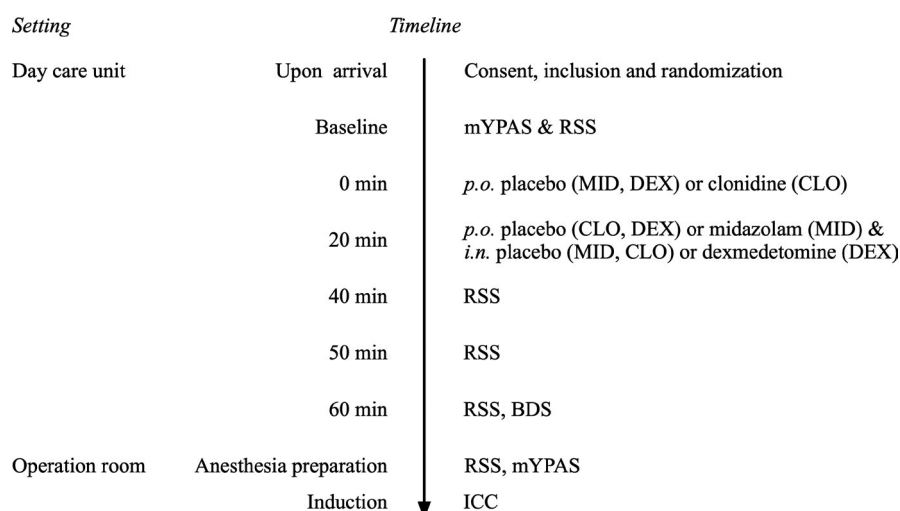 Setting Timeline
Day care unit Upon arrival Consent, inclusion and randomization
Baseline mYPAS & RSS
0 min p.o. placebo (MID, DEX) or clonidine (CLO)
20 min p.o. placebo (CLO, DEX) or midazolam (MID) &
i.n. placebo (MID, CLO) or dexmedetomine (DEX)
40 min RSS
50 min RSS
60 min RSS, BDS
Operation room Anesthesia preparation RSS, mYPAS
Induction ICC